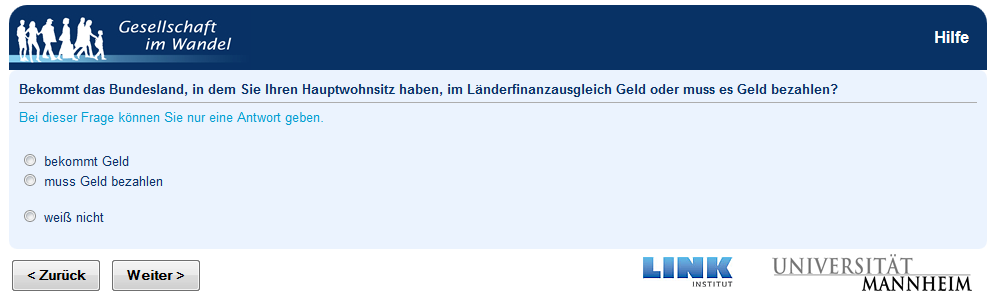 Gesellschaft
im Wandel
Hilfe
Bekommt das Bundesland, in dem Sie Ihren Hauptwohnsitz haben, im Länderfinanzausgleich Geld oder muss es Geld bezahlen?
Bei dieser Frage können Sie nur eine Antwort geben.
bekommt Geld
muss Geld bezahlen
weiß nicht
< Zurück
Weiter >
LINK
INSTITUT
UNIVERSITÄT
MANNHEIM